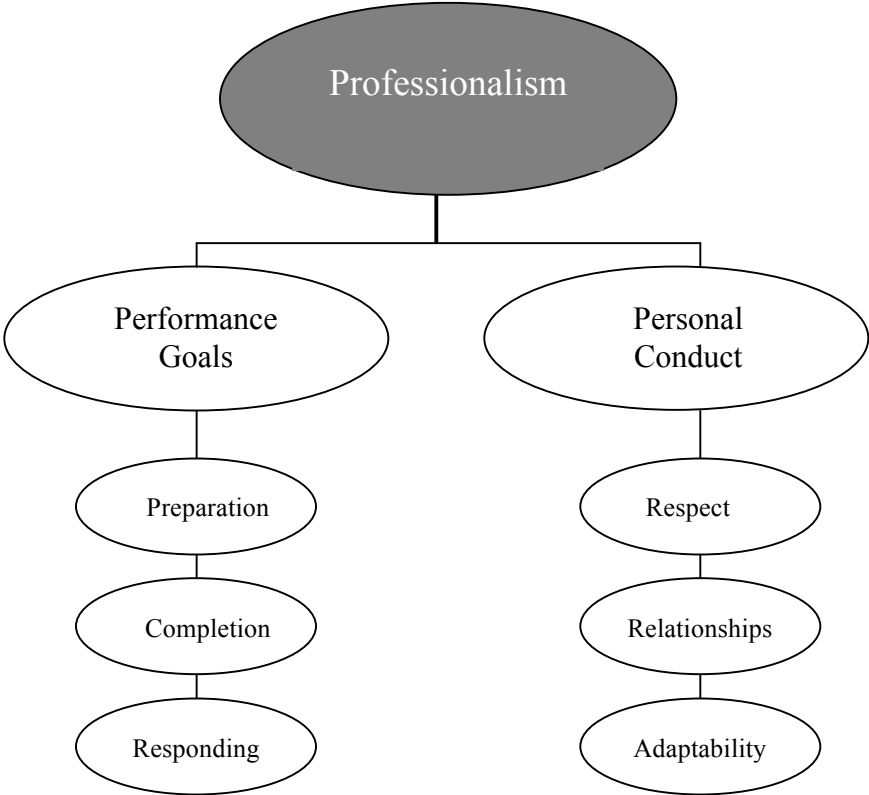 Professionalism
Performance
Goals
Personal
Conduct
Preparation
Respect
Completion
Relationships
Responding
Adaptability